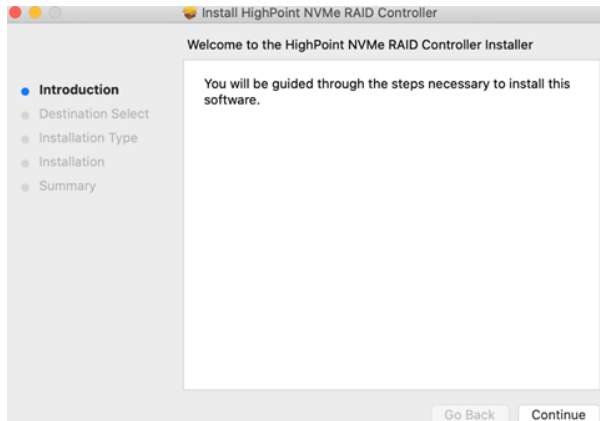 Install HighPoint NVMe RAID Controller
Welcome to the HighPoint NVMe RAID Controller Installer
Introduction
Destination Select
Installation Type
Installation
Summary
You will be guided through the steps necessary to install this
software.
Go Back
Continue